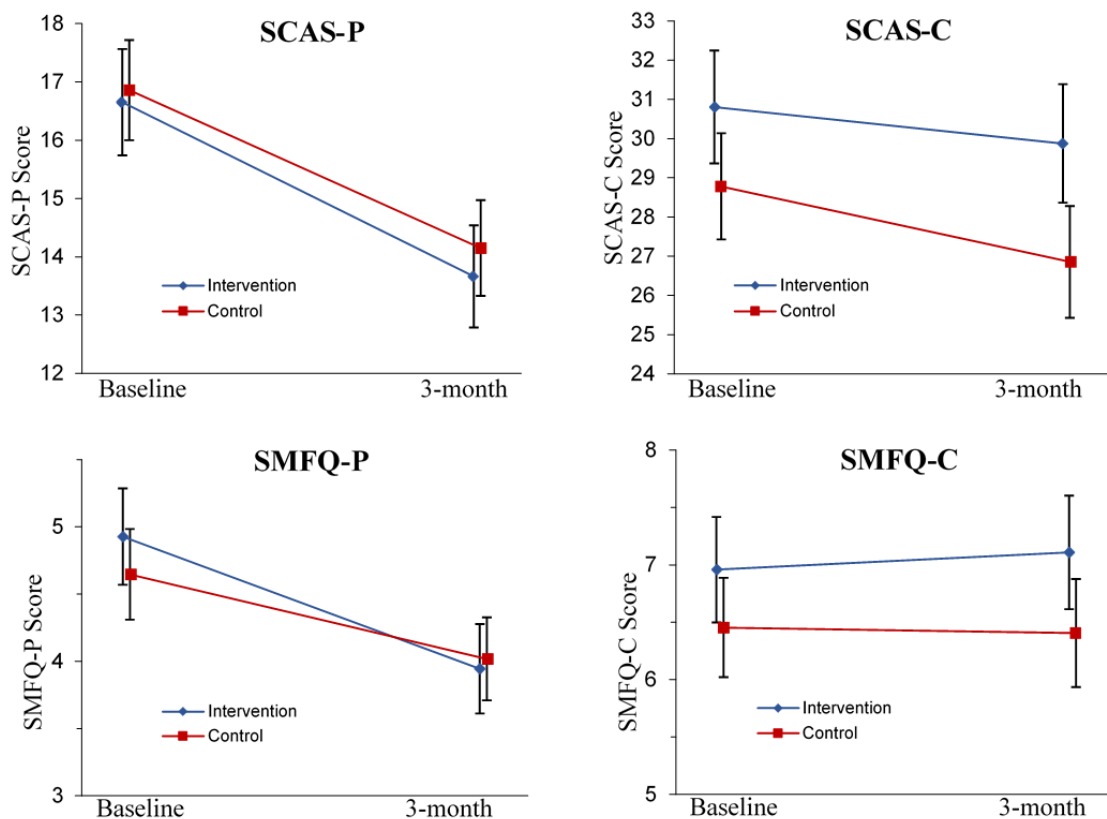 SCAS-P
18
17
16
15
14
13
12
SCAS-P Score
Intervention
Control
Baseline 3-month
SCAS-C
33
32
31
30
29
28
27
26
25
24
SCAS-C Score
Intervention
Control
Baseline 3-month
SMFQ-P
5
4
3
SMFQ-P Score
Intervention
Control
Baseline 3-month
SMFQ-C
8
7
6
5
SMFQ-C Score
Intervention
Control
Baseline 3-month